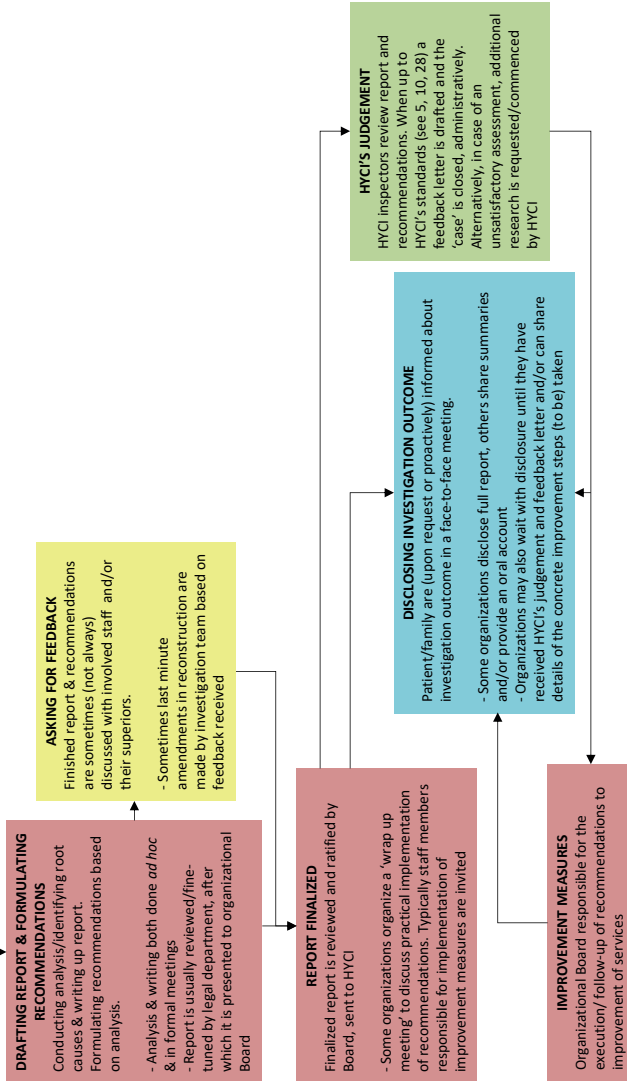 DRAFTING REPORT & FORMULATING
RECOMMENDATIONS
Conducting analysis/identifying root
causes & writing up report.
Formulating recommendations based
on analysis.
- Analysis & writing both done ad hoc
& in formal meetings
- Report is usually reviewed/fine-
tuned by legal department, after
which it is presented to organizational
Board
ASKING FOR FEEDBACK
Finished report & recommendations
are sometimes (not always)
discussed with involved staff and/or
their superiors.
- Sometimes last minute
amendments in reconstruction are
made by investigation team based on
feedback received
REPORT FINALIZED
Finalized report is reviewed and ratified by
Board, sent to HYCI
- Some organizations organize a ‘wrap up
meeting’ to discuss practical implementation
of recommendations. Typically staff members
responsible for implementation of
improvement measures are invited
HYCI’S JUDGEMENT
HYCI inspectors review report and
recommendations. When up to
HYCI’s standards (see 5, 10, 28) a
feedback letter is drafted and the
‘case’ is closed, administratively.
Alternatively, in case of an
unsatisfactory assessment, additional
research is requested/commenced
by HYCI
DISCLOSING INVESTIGATION OUTCOME
Patient/family are (upon request or proactively) informed about
investigation outcome in a face-to-face meeting.
- Some organizations disclose full report, others share summaries
and/or provide an oral account
- Organizations may also wait with disclosure until they have
received HYCI’s judgement and feedback letter and/or can share
details of the concrete improvement steps (to be) taken
IMPROVEMENT MEASURES
Organizational Board responsible for the
execution/ follow-up of recommendations to
improvement of services